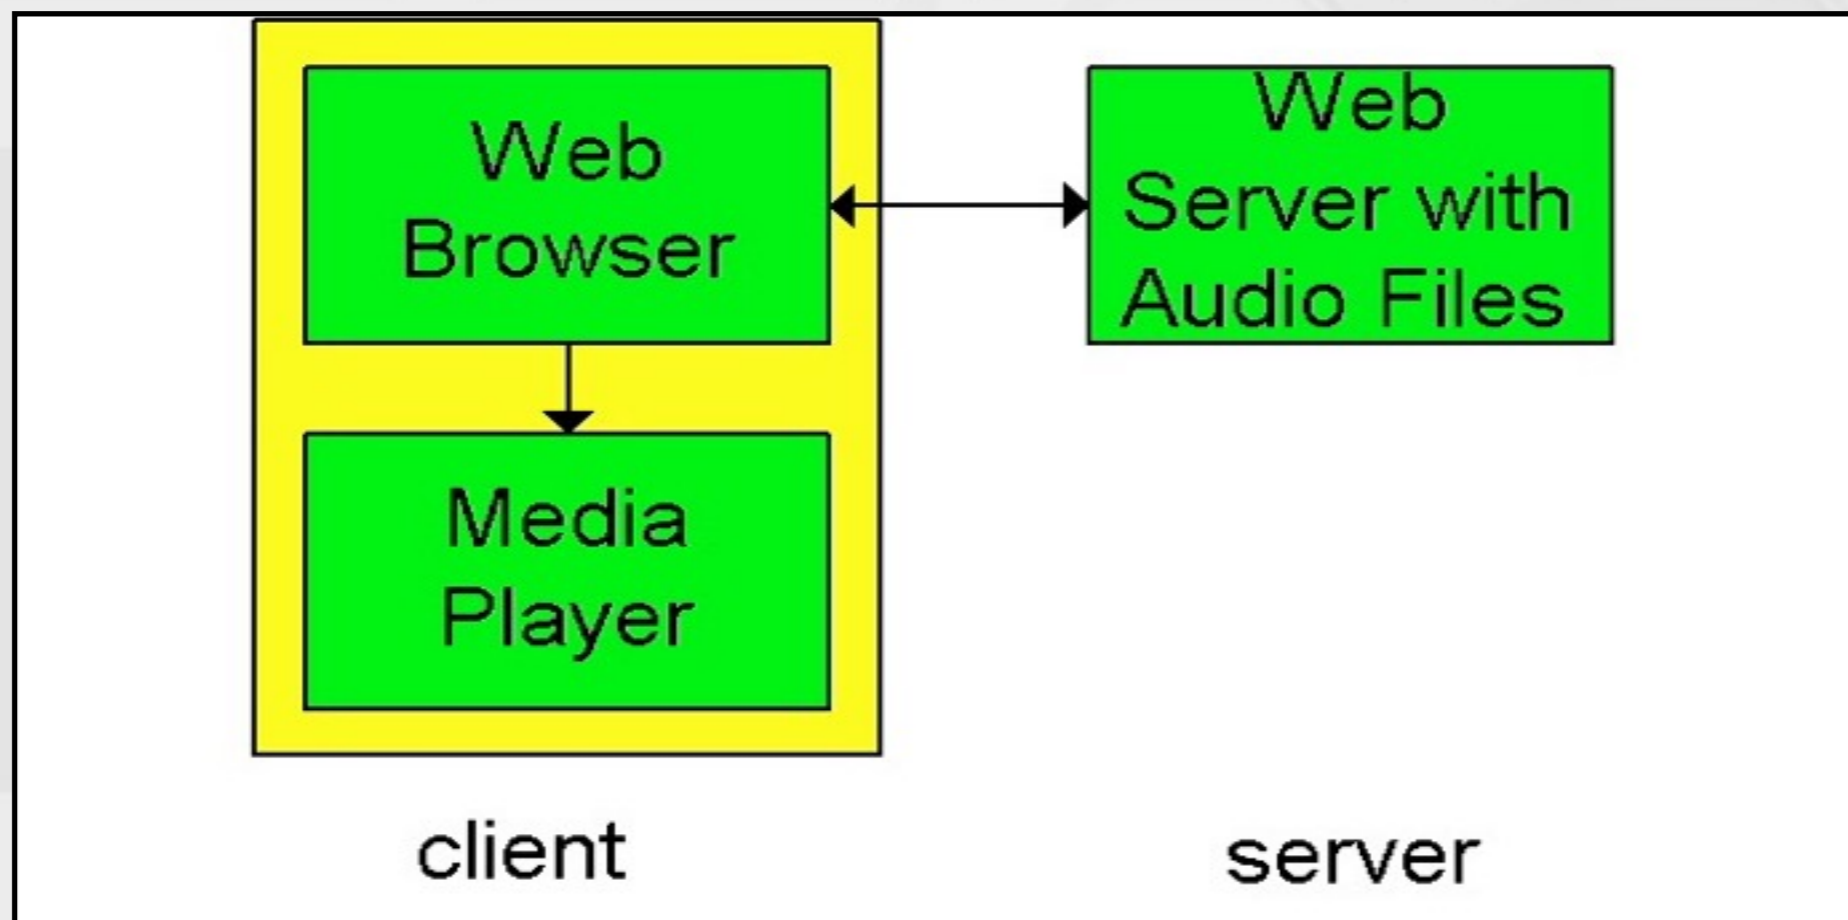 Web
Browser
Web
Server with
Audio Files
Media
Player
client
server